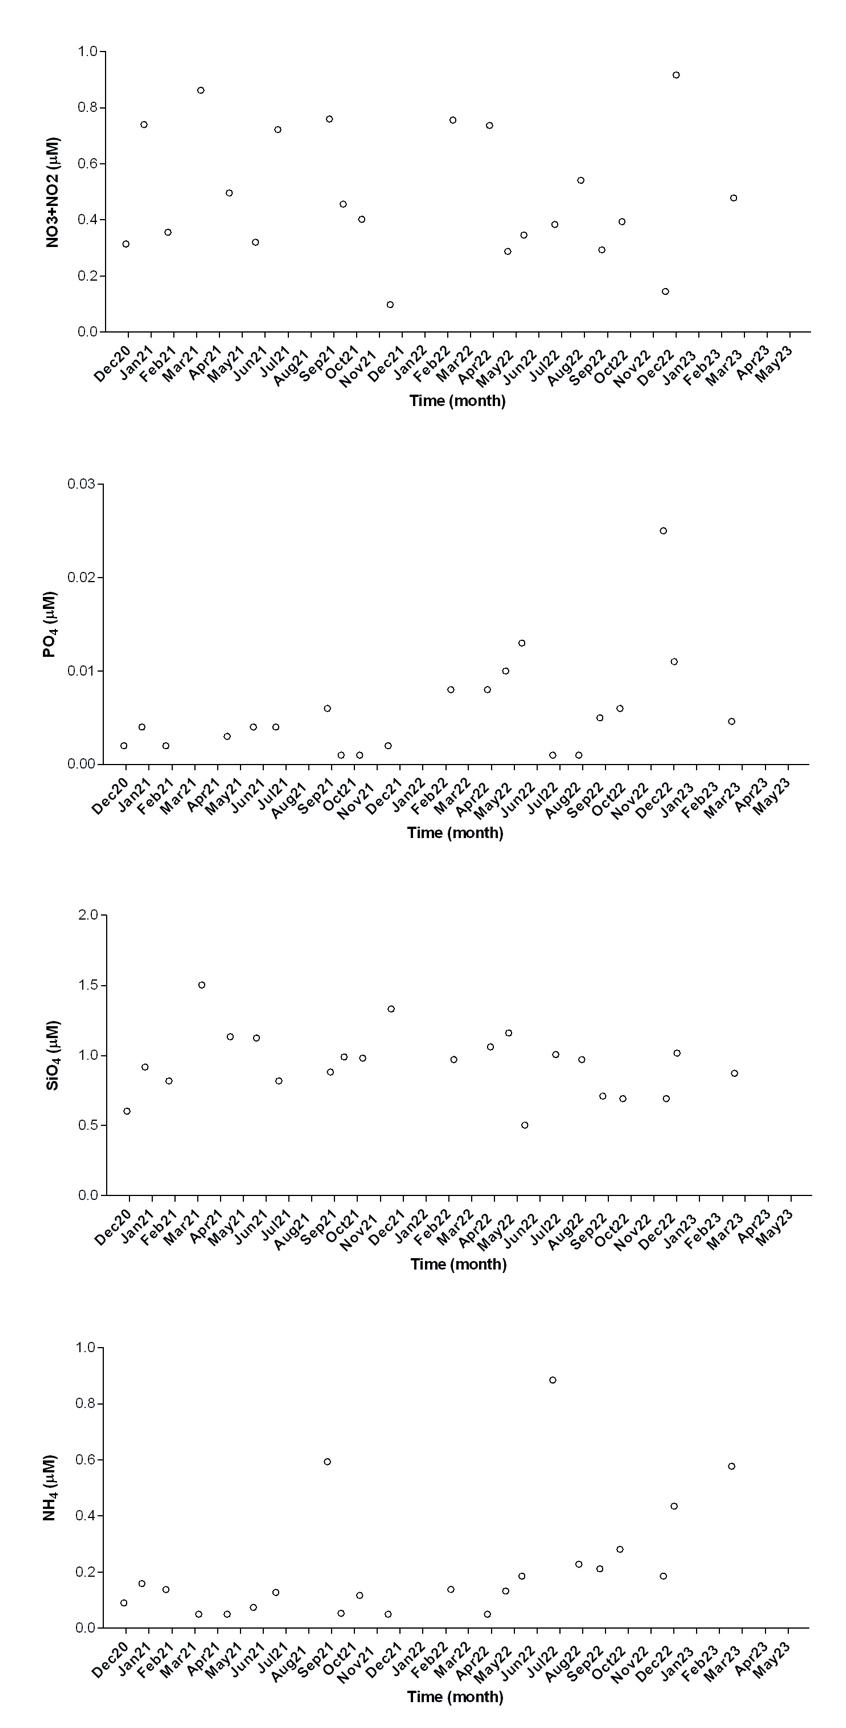 1.0
0.8
0.6
0.4
0.2
0.0
NO3+NO2 (µM)
Dec20 Jan21 Feb21 Mar21 Apr21 May21 Jun21 Jul21 Aug21 Sep21 Oct21 Nov21 Dec21 Jan22 Feb22 Mar22 Apr22 May22 Jun22 Jul22 Aug22 Sep22 Oct22 Nov22 Dec22 Jan23 Feb23 Mar23 Apr23 May23
Time (month)
0.03
0.02
0.01
0.00
PO4 (µM)
Dec20 Jan21 Feb21 Mar21 Apr21 May21 Jun21 Jul21 Aug21 Sep21 Oct21 Nov21 Dec21 Jan22 Feb22 Mar22 Apr22 May22 Jun22 Jul22 Aug22 Sep22 Oct22 Nov22 Dec22 Jan23 Feb23 Mar23 Apr23 May23
Time (month)
2.0
1.5
1.0
0.5
0.0
SiO4 (µM)
Dec20 Jan21 Feb21 Mar21 Apr21 May21 Jun21 Jul21 Aug21 Sep21 Oct21 Nov21 Dec21 Jan22 Feb22 Mar22 Apr22 May22 Jun22 Jul22 Aug22 Sep22 Oct22 Nov22 Dec22 Jan23 Feb23 Mar23 Apr23 May23
Time (month)
1.0
0.8
0.6
0.4
0.2
0.0
NH4 (µM)
Dec20 Jan21 Feb21 Mar21 Apr21 May21 Jun21 Jul21 Aug21 Sep21 Oct21 Nov21 Dec21 Jan22 Feb22 Mar22 Apr22 May22 Jun22 Jul22 Aug22 Sep22 Oct22 Nov22 Dec22 Jan23 Feb23 Mar23 Apr23 May23
Time (month)